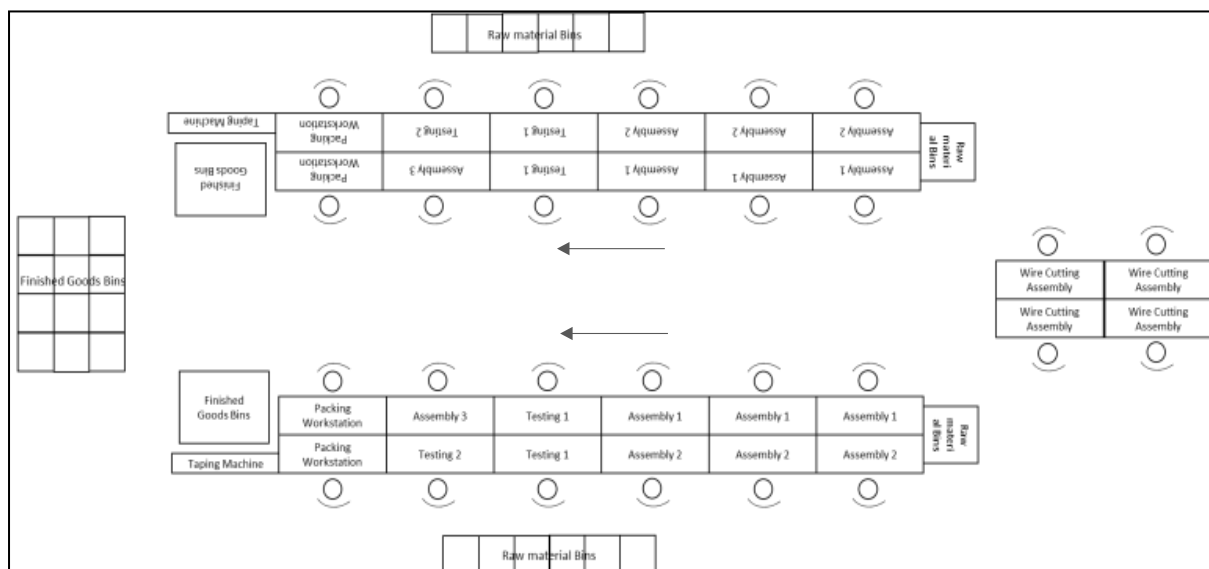 Raw material Bins
Taping Machine
Packing
Workstation
Testing 2
Testing 1
Assembly 2
Assembly 2
Assembly 2
Raw
materi
al Bins
Finished
Goods Bins
Packing
Workstation
Assembly 3
Testing 1
Assembly 1
Assembly 1
Assembly 1
Finished Goods Bins
Wire Cutting
Assembly
Wire Cutting
Assembly
Wire Cutting
Assembly
Wire Cutting
Assembly
Finished
Goods Bins
Packing
Workstation
Assembly 3
Testing 1
Assembly 1
Assembly 1
Assembly 1
Raw
materi
al Bins
Taping Machine
Packing
Workstation
Testing 2
Testing 1
Assembly 2
Assembly 2
Assembly 2
Raw material Bins